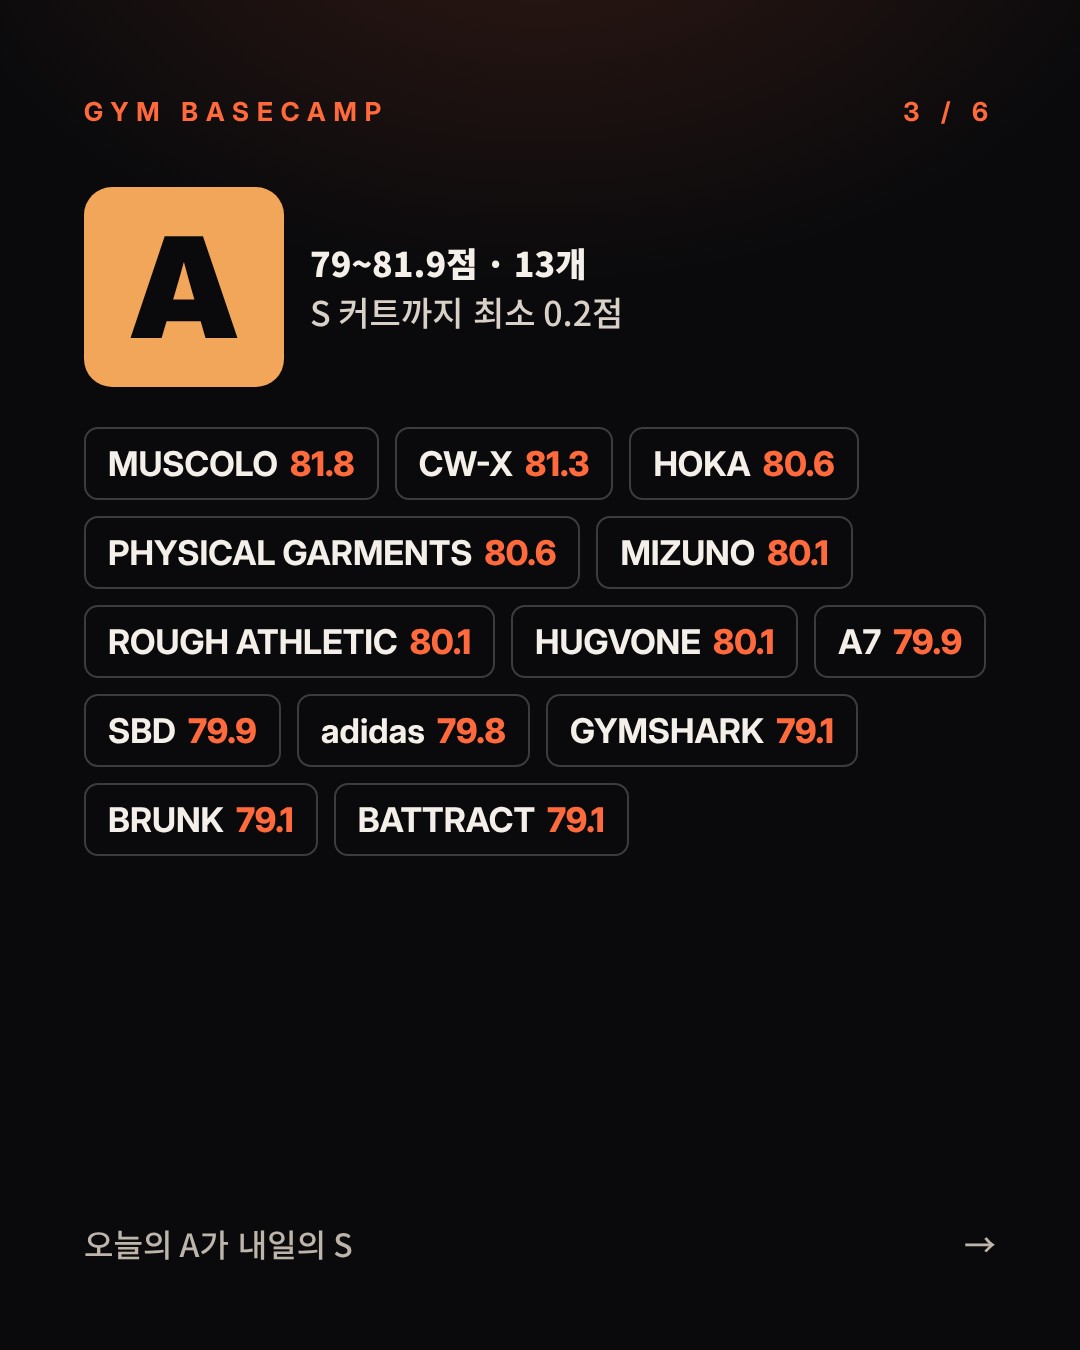 GYM BASECAMP 3 / 6
A
79~81.9점 · 13개
S 커트까지 최소 0.2점
MUSCOLO 81.8 CW-X 81.3 HOKA 80.6
PHYSICAL GARMENTS 80.6 MIZUNO 80.1
ROUGH ATHLETIC 80.1 HUGVONE 80.1 A7 79.9
SBD 79.9 adidas 79.8 GYMSHARK 79.1
BRUNK 79.1 BATTRACT 79.1
오늘의 A가 내일의 S →